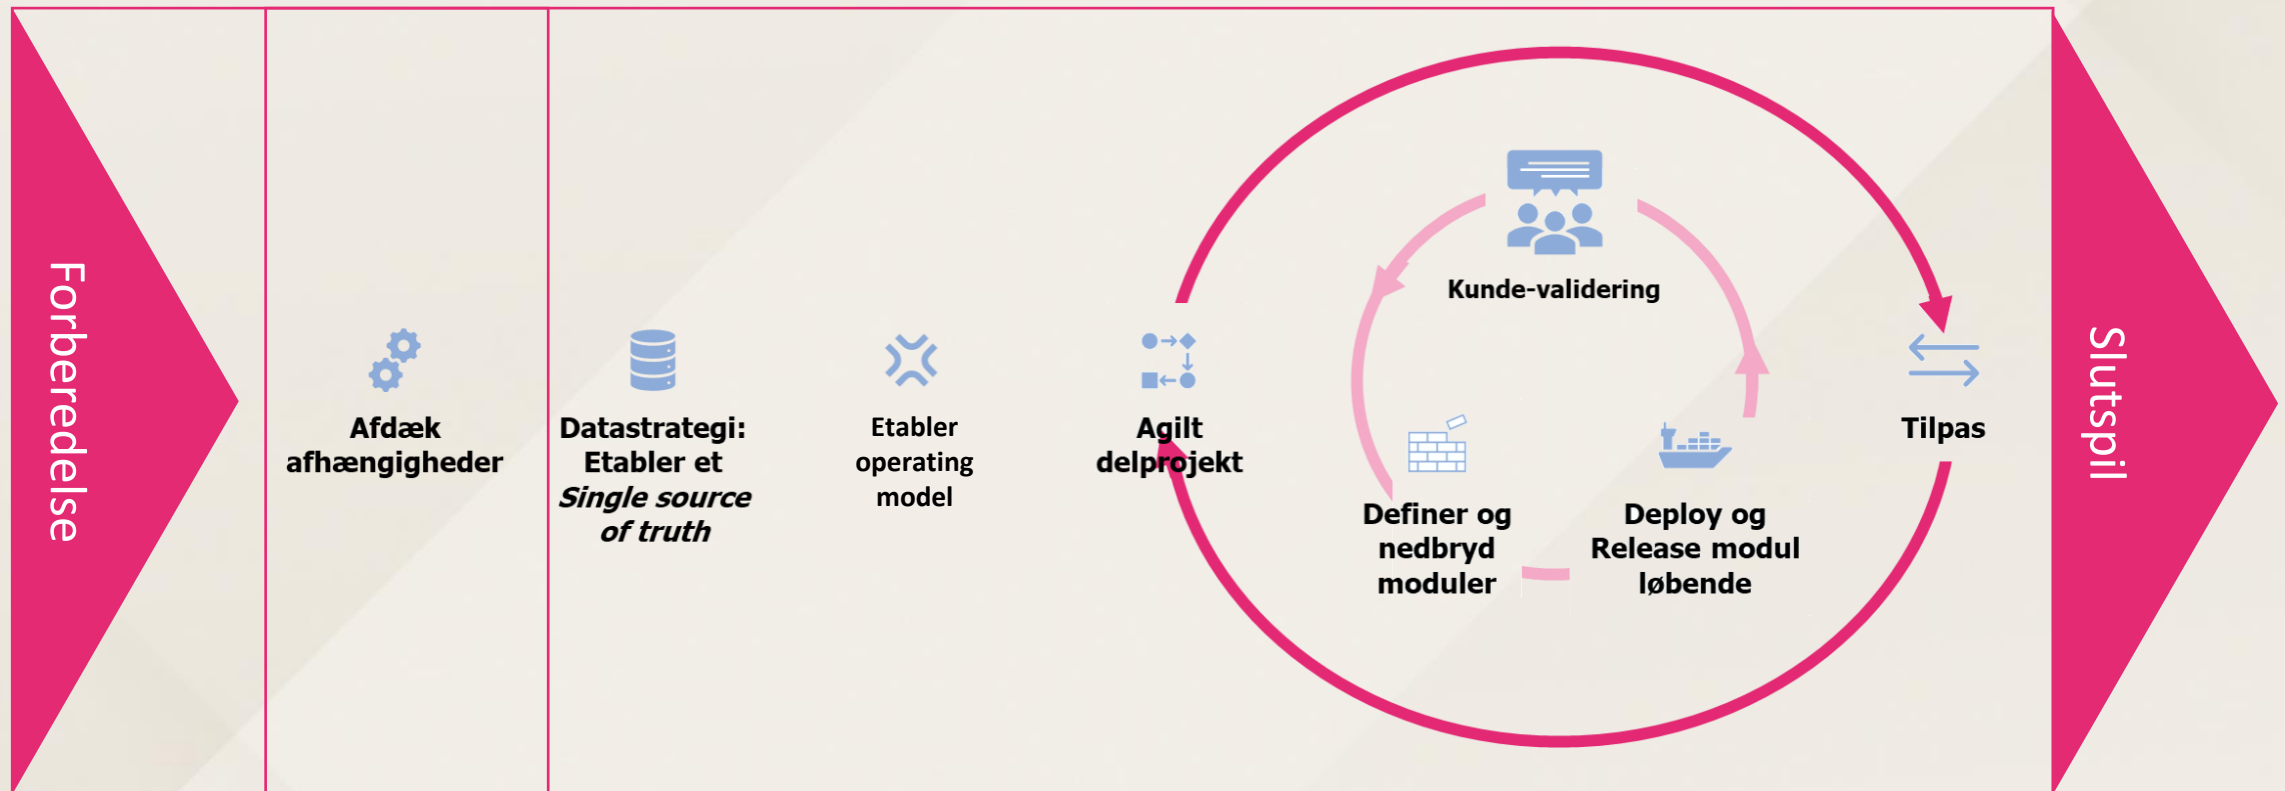 Forberedelse
Afdæk
afhængigheder
Datastrategi:
Etabler et
Single source
of truth
Etabler
operating
model
Agilt
delprojekt
Kunde-validering
Definer og
nedbryd
moduler
Deploy og
Release modul
løbende
Tilpas
Slutspil